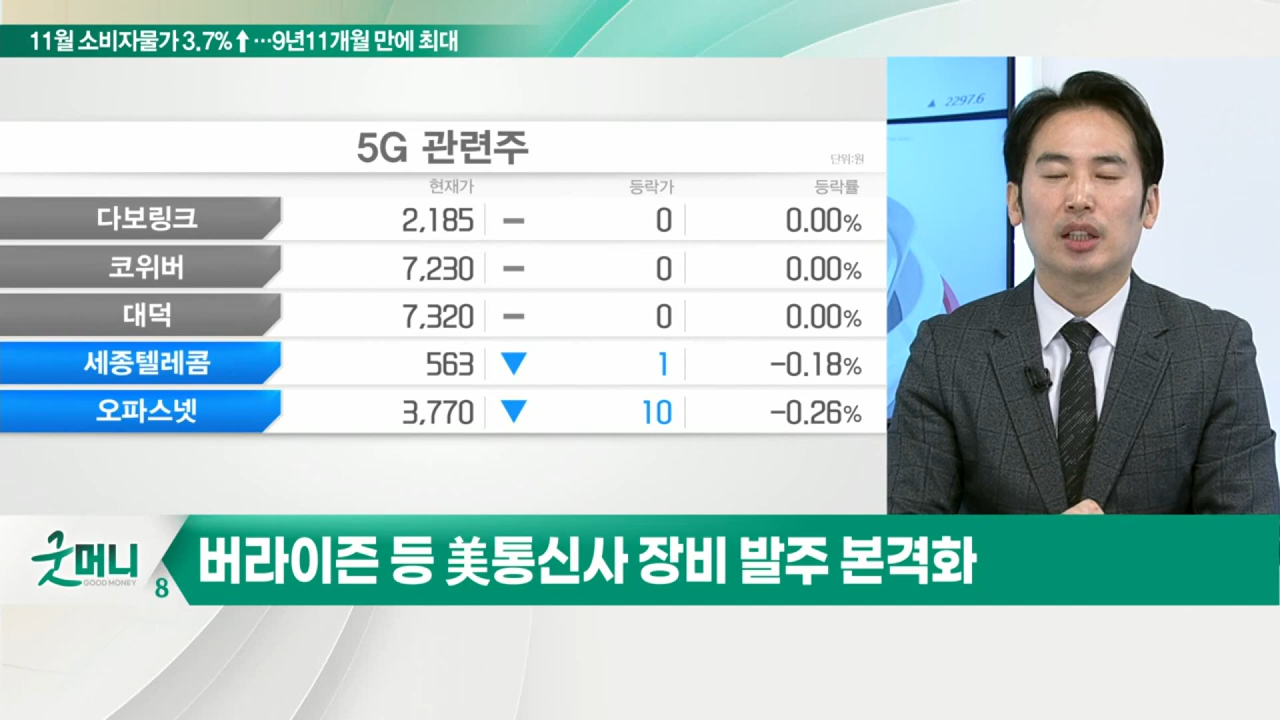 11월 소비자물가 3.7%↑…9년11개월 만에 최대
▲ 2297.6
5G 관련주
단위:원
현재가 등락가 등락률
다보링크 2,185 － 0 0.00%
코위버 7,230 － 0 0.00%
대덕 7,320 － 0 0.00%
세종텔레콤 563 ▼ 1 -0.18%
오파스넷 3,770 ▼ 10 -0.26%
굿머니
GOOD MONEY
8
버라이즌 등 美통신사 장비 발주 본격화